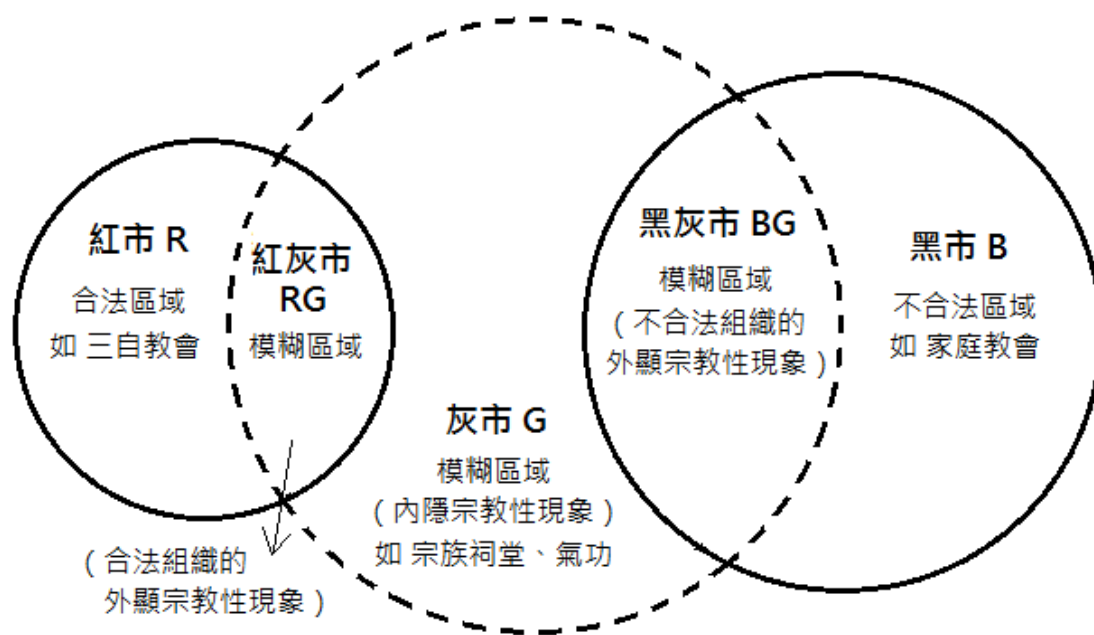 紅市 R
合法區域
如 三自教會
紅灰市
RG
模糊區域
(合法組織的
外顯宗教性現象)
灰市 G
模糊區域
(內隱宗教性現象)
如 宗族祠堂、氣功
黑灰市 BG
模糊區域
(不合法組織的
外顯宗教性現象)
黑市 B
不合法區域
如 家庭教會